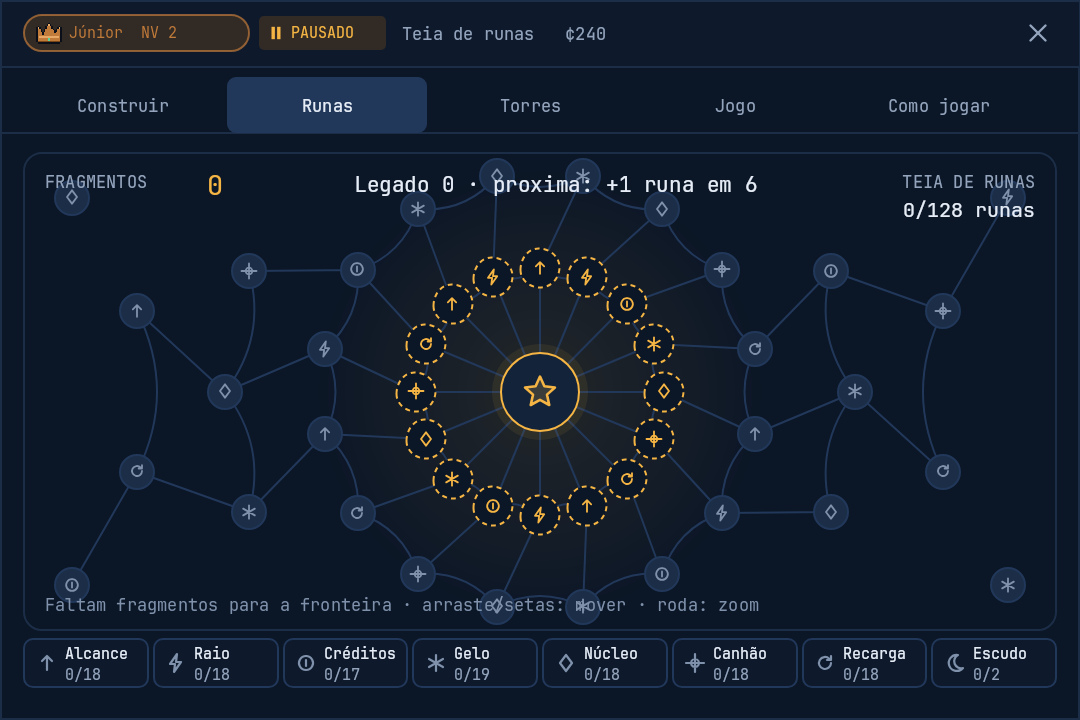 Júnior NV 2
PAUSADO
Teia de runas ₵240
Construir
Runas
Torres
Jogo
Como jogar
FRAGMENTOS 0
Legado 0 · proxima: +1 runa em 6
TEIA DE RUNAS
0/128 runas
Faltam fragmentos para a fronteira · arraste/setas: mover · roda: zoom
Alcance
0/18
Raio
0/18
Créditos
0/17
Gelo
0/19
Núcleo
0/18
Canhão
0/18
Recarga
0/18
Escudo
0/2